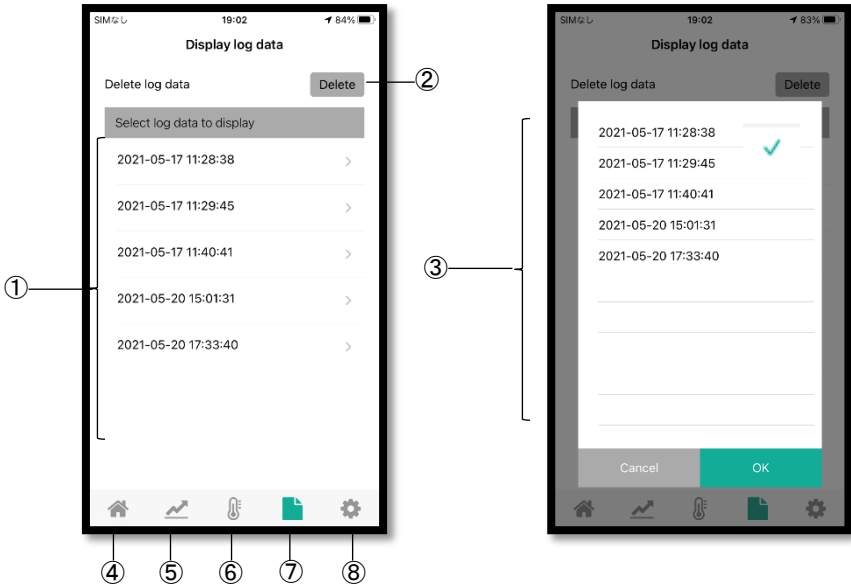 SIMなし 19:02 84%
Display log data
Delete log data Delete
②
Select log data to display
2021-05-17 11:28:38
2021-05-17 11:29:45
2021-05-17 11:40:41
2021-05-20 15:01:31
2021-05-20 17:33:40
①
④ ⑤ ⑥ ⑦ ⑧
SIMなし 19:02 83%
Display log data
Delete log data Delete
2021-05-17 11:28:38
2021-05-17 11:29:45
2021-05-17 11:40:41
2021-05-20 15:01:31
2021-05-20 17:33:40
③
Cancel OK